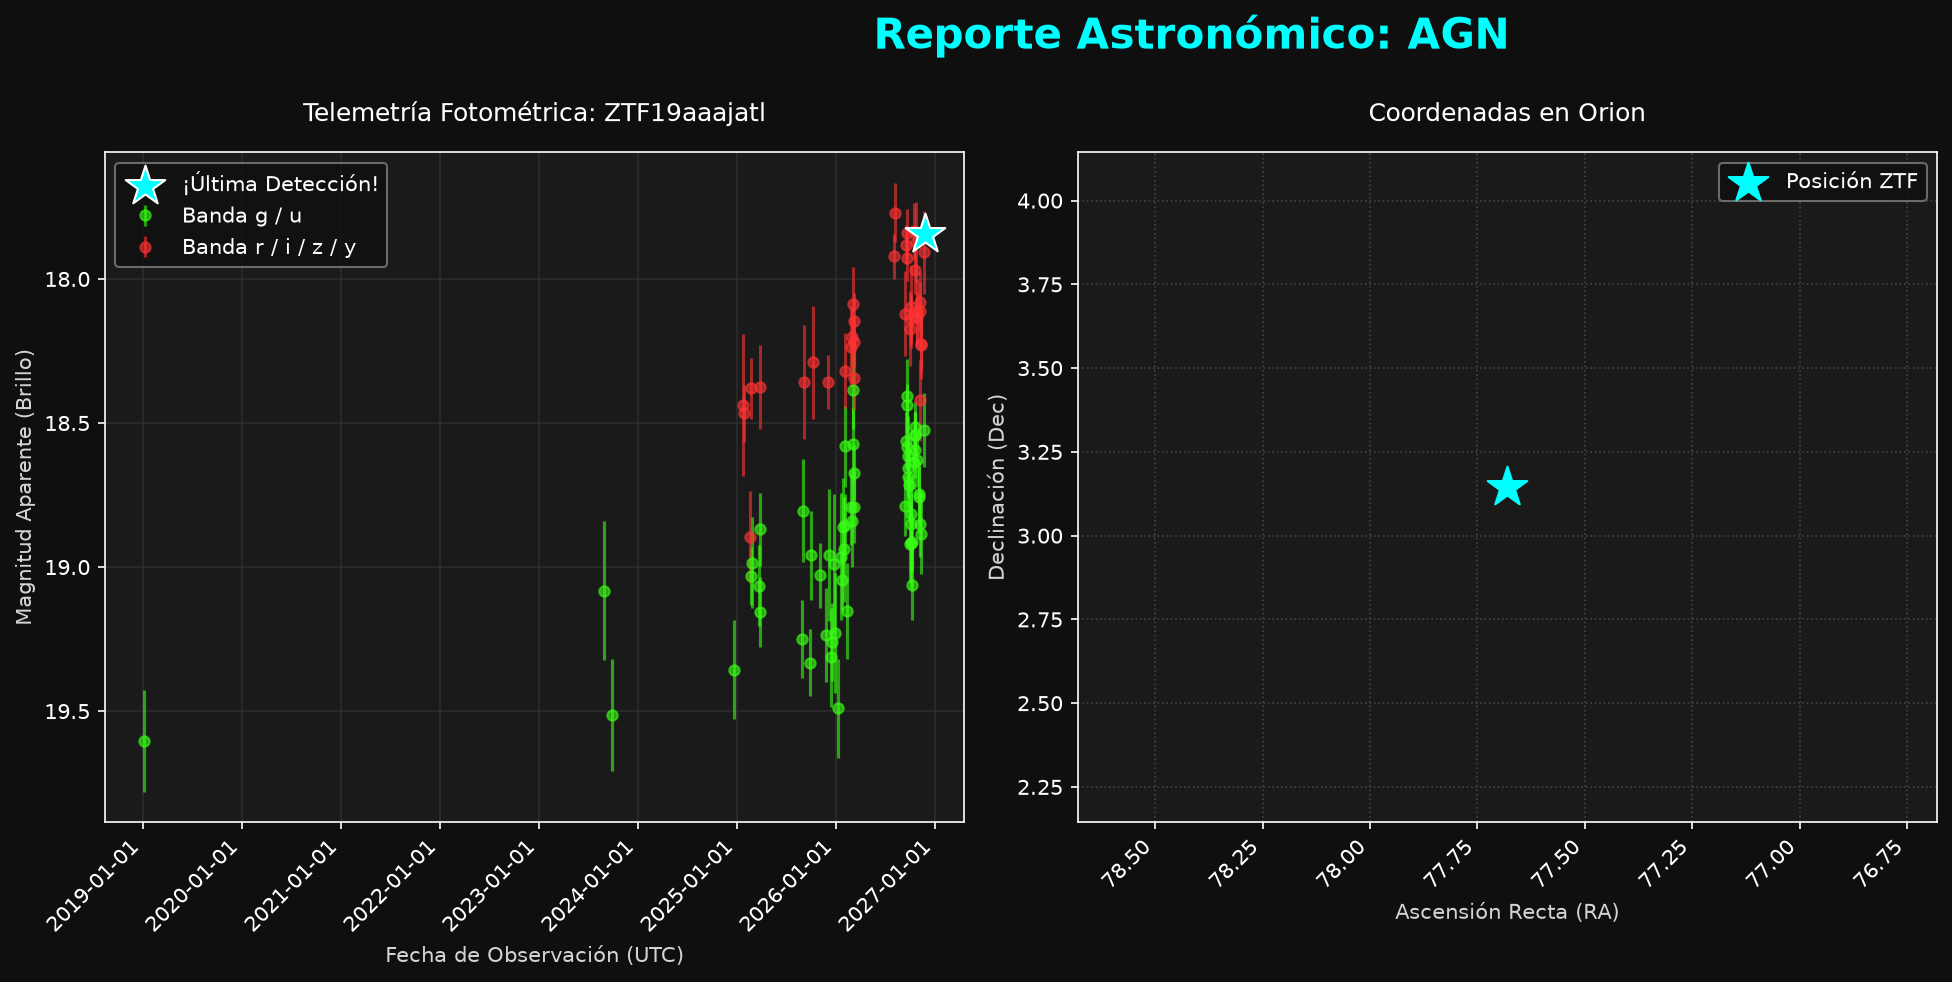 Reporte Astronómico: AGN
Telemetría Fotométrica: ZTF19aaajatl
¡Última Detección!
Banda g / u
Banda r / i / z / y
18.0
18.5
19.0
19.5
Magnitud Aparente (Brillo)
2019-01-01
2020-01-01
2021-01-01
2022-01-01
2023-01-01
2024-01-01
2025-01-01
2026-01-01
2027-01-01
Fecha de Observación (UTC)
Coordenadas en Orion
Posición ZTF
4.00
3.75
3.50
3.25
3.00
2.75
2.50
2.25
Declinación (Dec)
78.50
78.25
78.00
77.75
77.50
77.25
77.00
76.75
Ascensión Recta (RA)